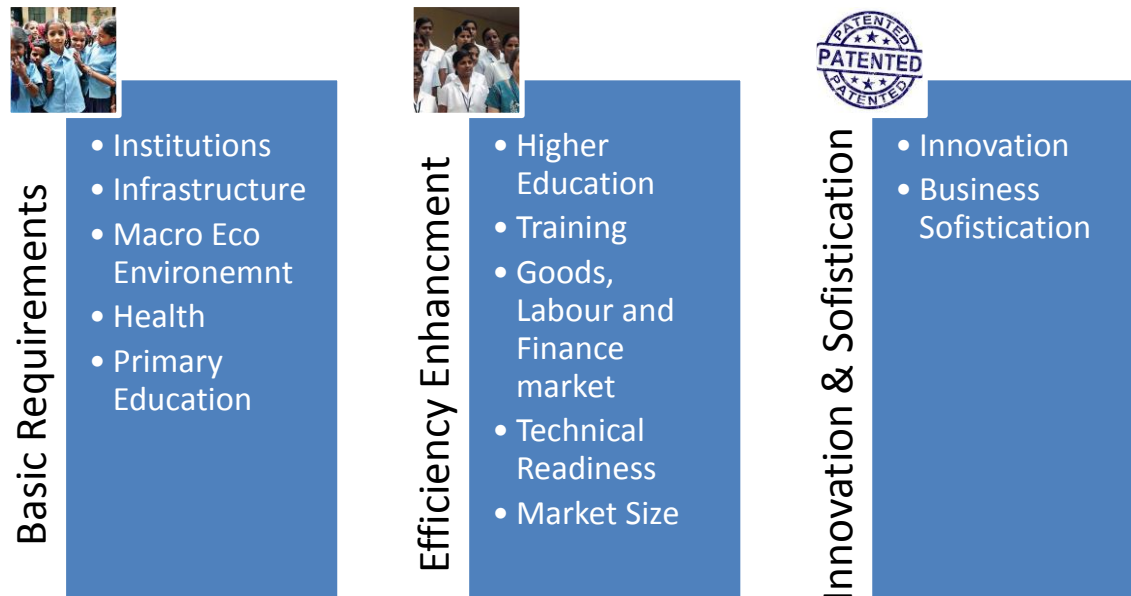 Basic Requirements
• Institutions
• Infrastructure
• Macro Eco
Environemnt
• Health
• Primary
Education
Efficiency Enhancment
• Higher
Education
• Training
• Goods,
Labour and
Finance
market
• Technical
Readiness
• Market Size
PATENTED
PATENTED
PATENTED
Innovation & Sofistication
• Innovation
• Business
Sofistication